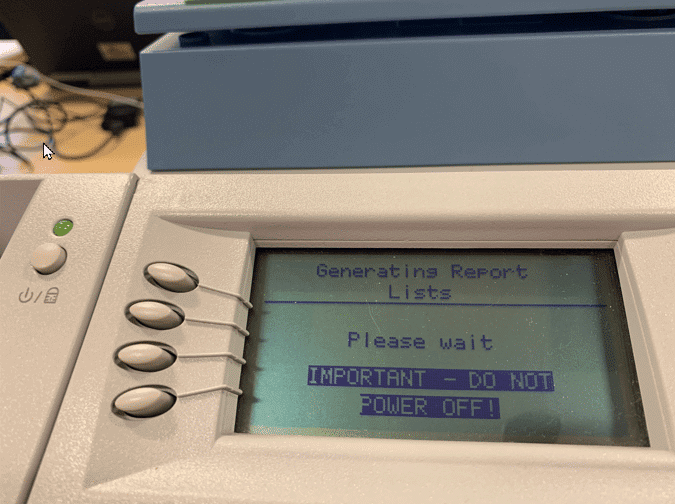 Generating Report
Lists
Please wait
IMPORTANT - DO NOT
POWER OFF!